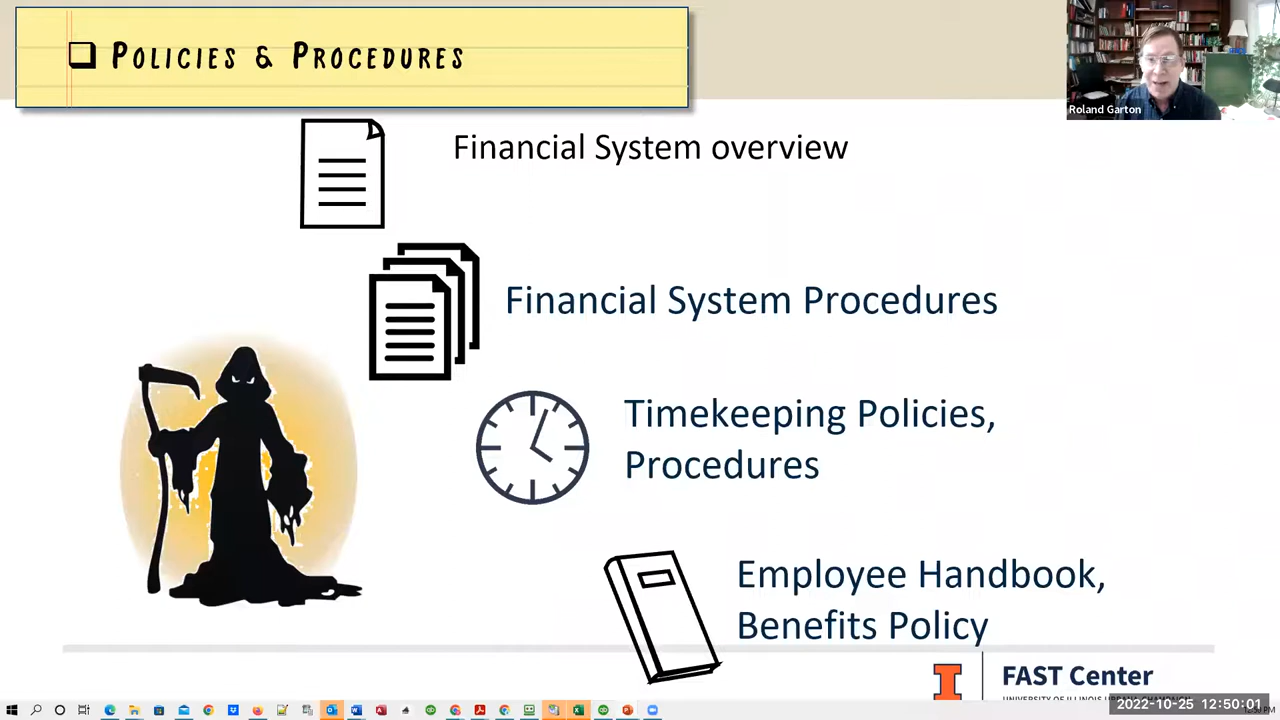 POLICIES & PROCEDURES
Roland Garton
Financial System overview
Financial System Procedures
Timekeeping Policies,
Procedures
Employee Handbook,
Benefits Policy
FAST Center
2022-10-25 12:50:01